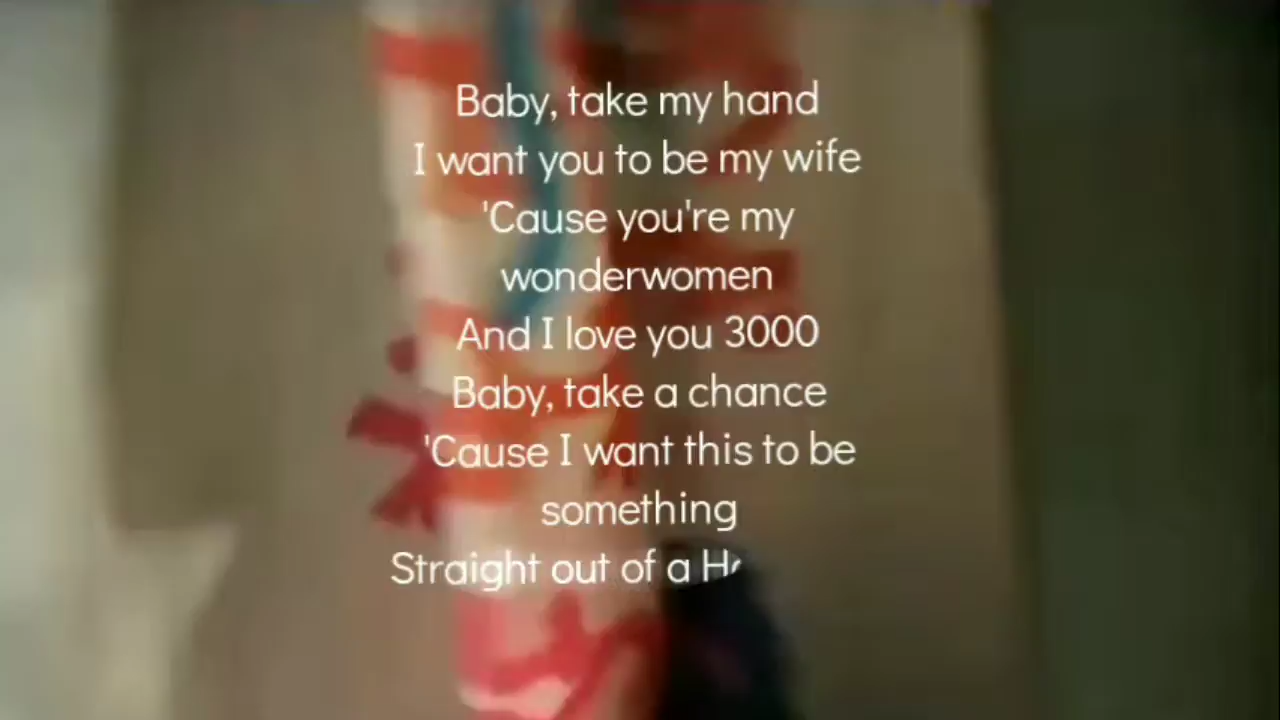 Baby, take my hand
I want you to be my wife
'Cause you're my
wonderwomen
And I love you 3000
Baby, take a chance
'Cause I want this to be
something
Straight out of a